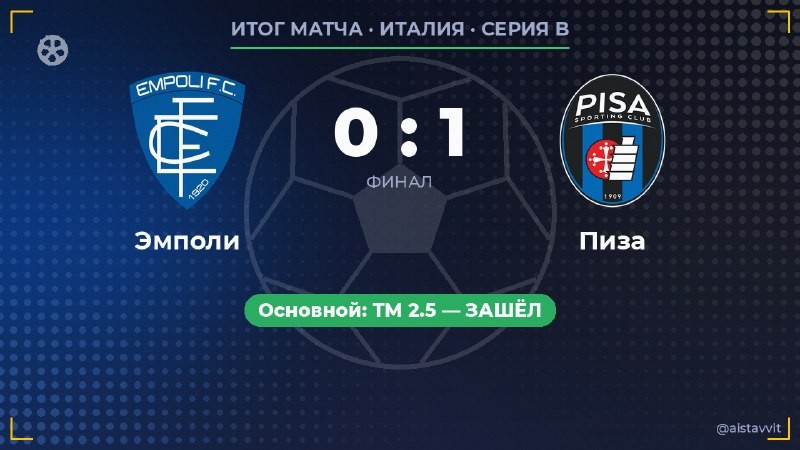 ИТОГ МАТЧА · ИТАЛИЯ · СЕРИЯ B
EMPOLI F.C.
1920
0 : 1
ФИНАЛ
PISA
SPORTING CLUB
1909
Эмполи
Пиза
Основной: ТМ 2.5 — ЗАШЁЛ
@aistavvit